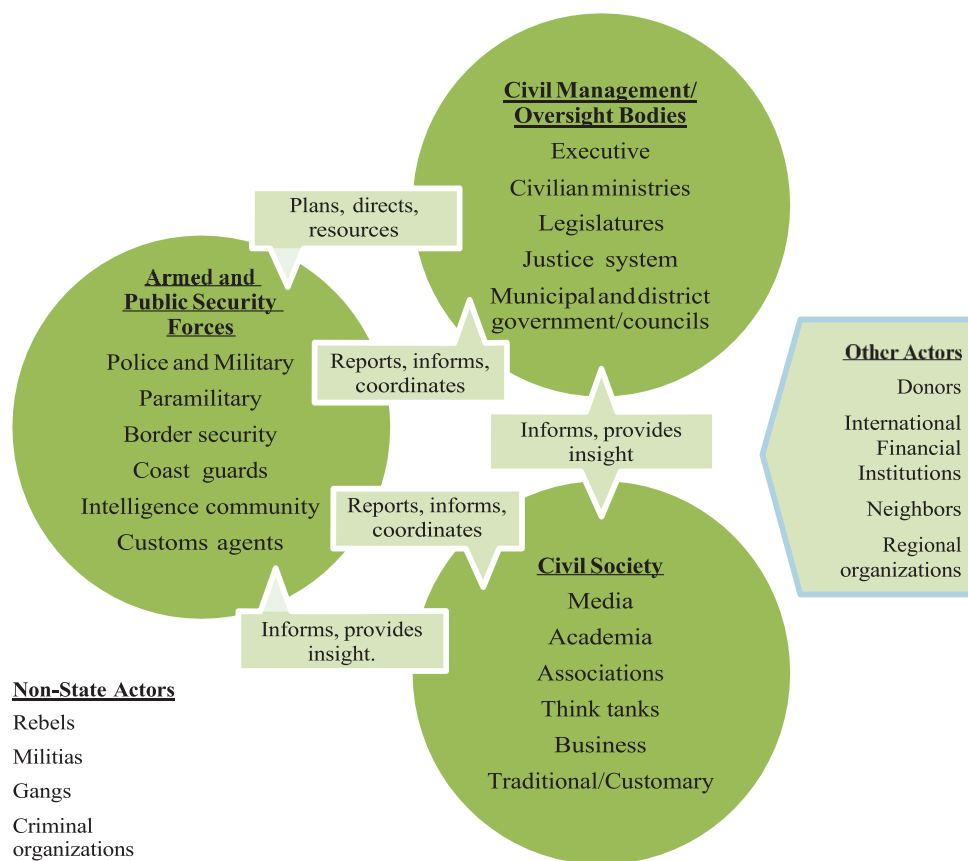 Civil Management/
Oversight Bodies
Executive
Civilian ministries
Legislatures
Justice system
Municipal and district
government/councils
Plans, directs,
resources
Armed and
Public Security
Forces
Police and Military
Paramilitary
Border security
Coast guards
Intelligence community
Customs agents
Reports, informs,
coordinates
Informs, provides
insight
Reports, informs,
coordinates
Informs, provides
insight.
Civil Society
Media
Academia
Associations
Think tanks
Business
Traditional/Customary
Other Actors
Donors
International
Financial
Institutions
Neighbors
Regional
organizations
Non-State Actors
Rebels
Militias
Gangs
Criminal
organizations